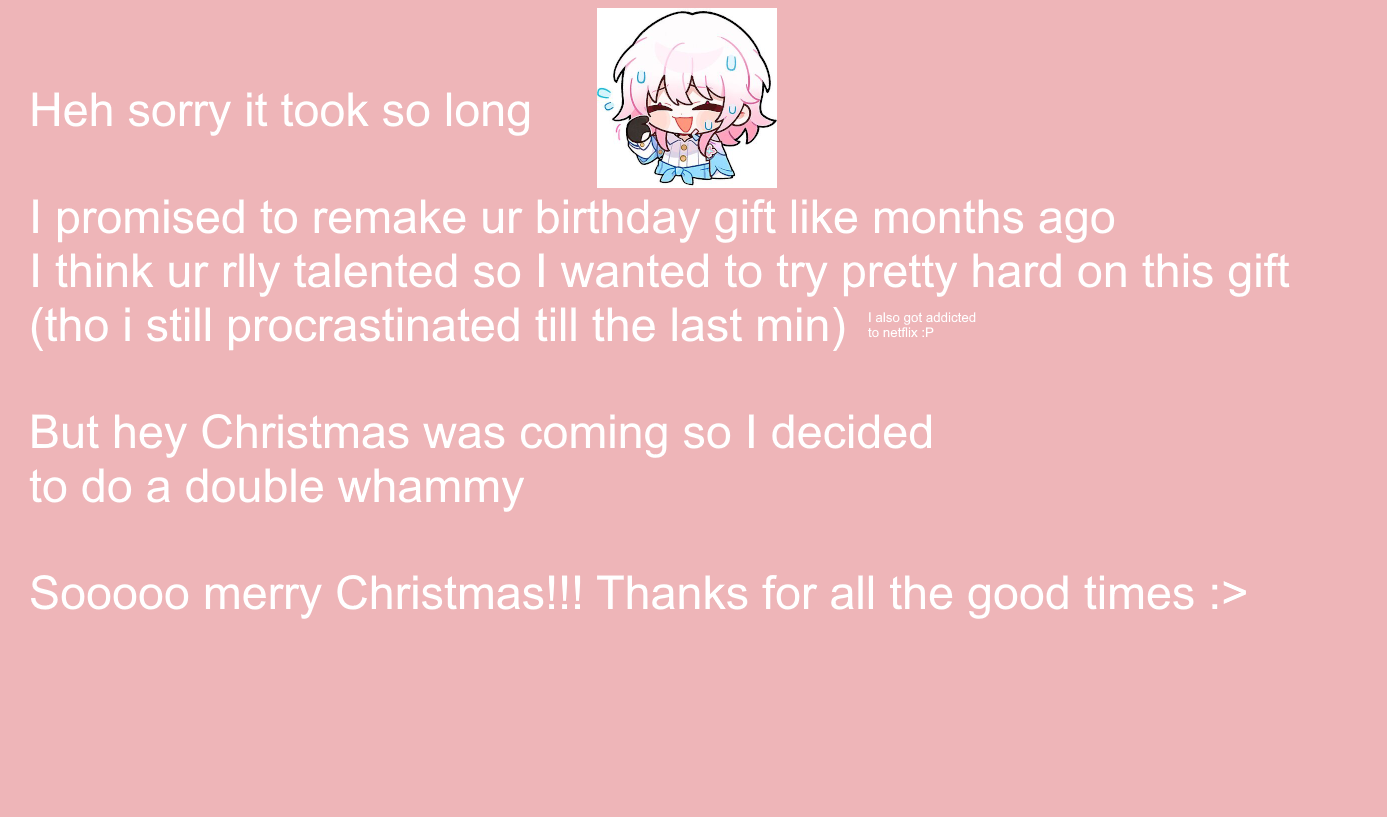 Heh sorry it took so long
I promised to remake ur birthday gift like months ago
I think ur rlly talented so I wanted to try pretty hard on this gift
(tho i still procrastinated till the last min)
I also got addicted
to netflix :P
But hey Christmas was coming so I decided
to do a double whammy
Sooooo merry Christmas!!! Thanks for all the good times :>